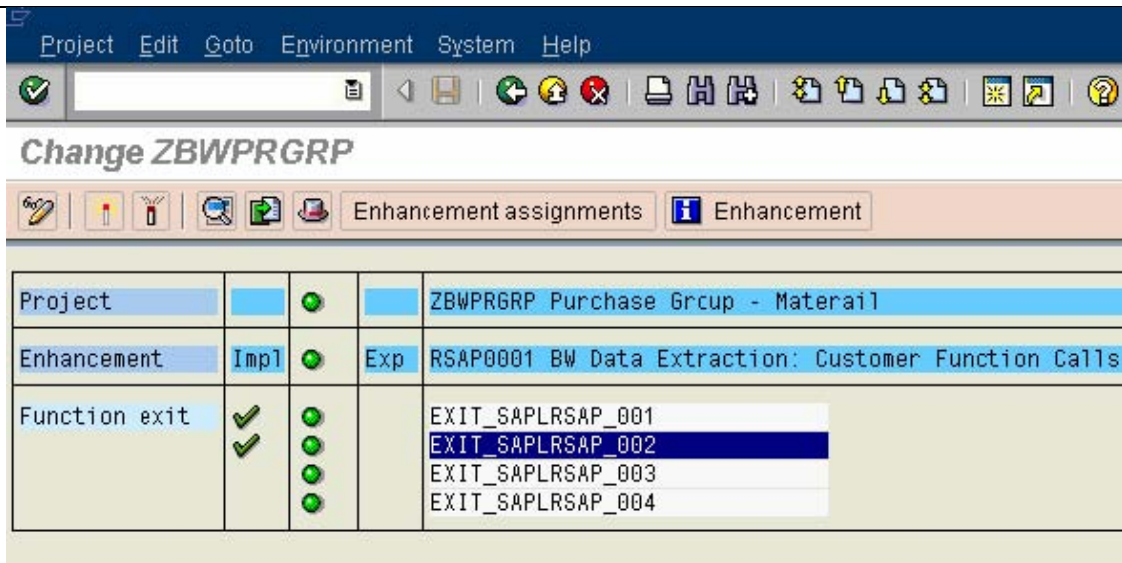 Project Edit Goto Environment System Help
Change ZBWPRGRP
Enhancement assignments Enhancement
Project ZBWPRGRP Purchase Group - Materail
Enhancement Impl Exp RSAP0001 BW Data Extraction: Customer Function Calls
Function exit EXIT_SAPLRSAP_001
EXIT_SAPLRSAP_002
EXIT_SAPLRSAP_003
EXIT_SAPLRSAP_004